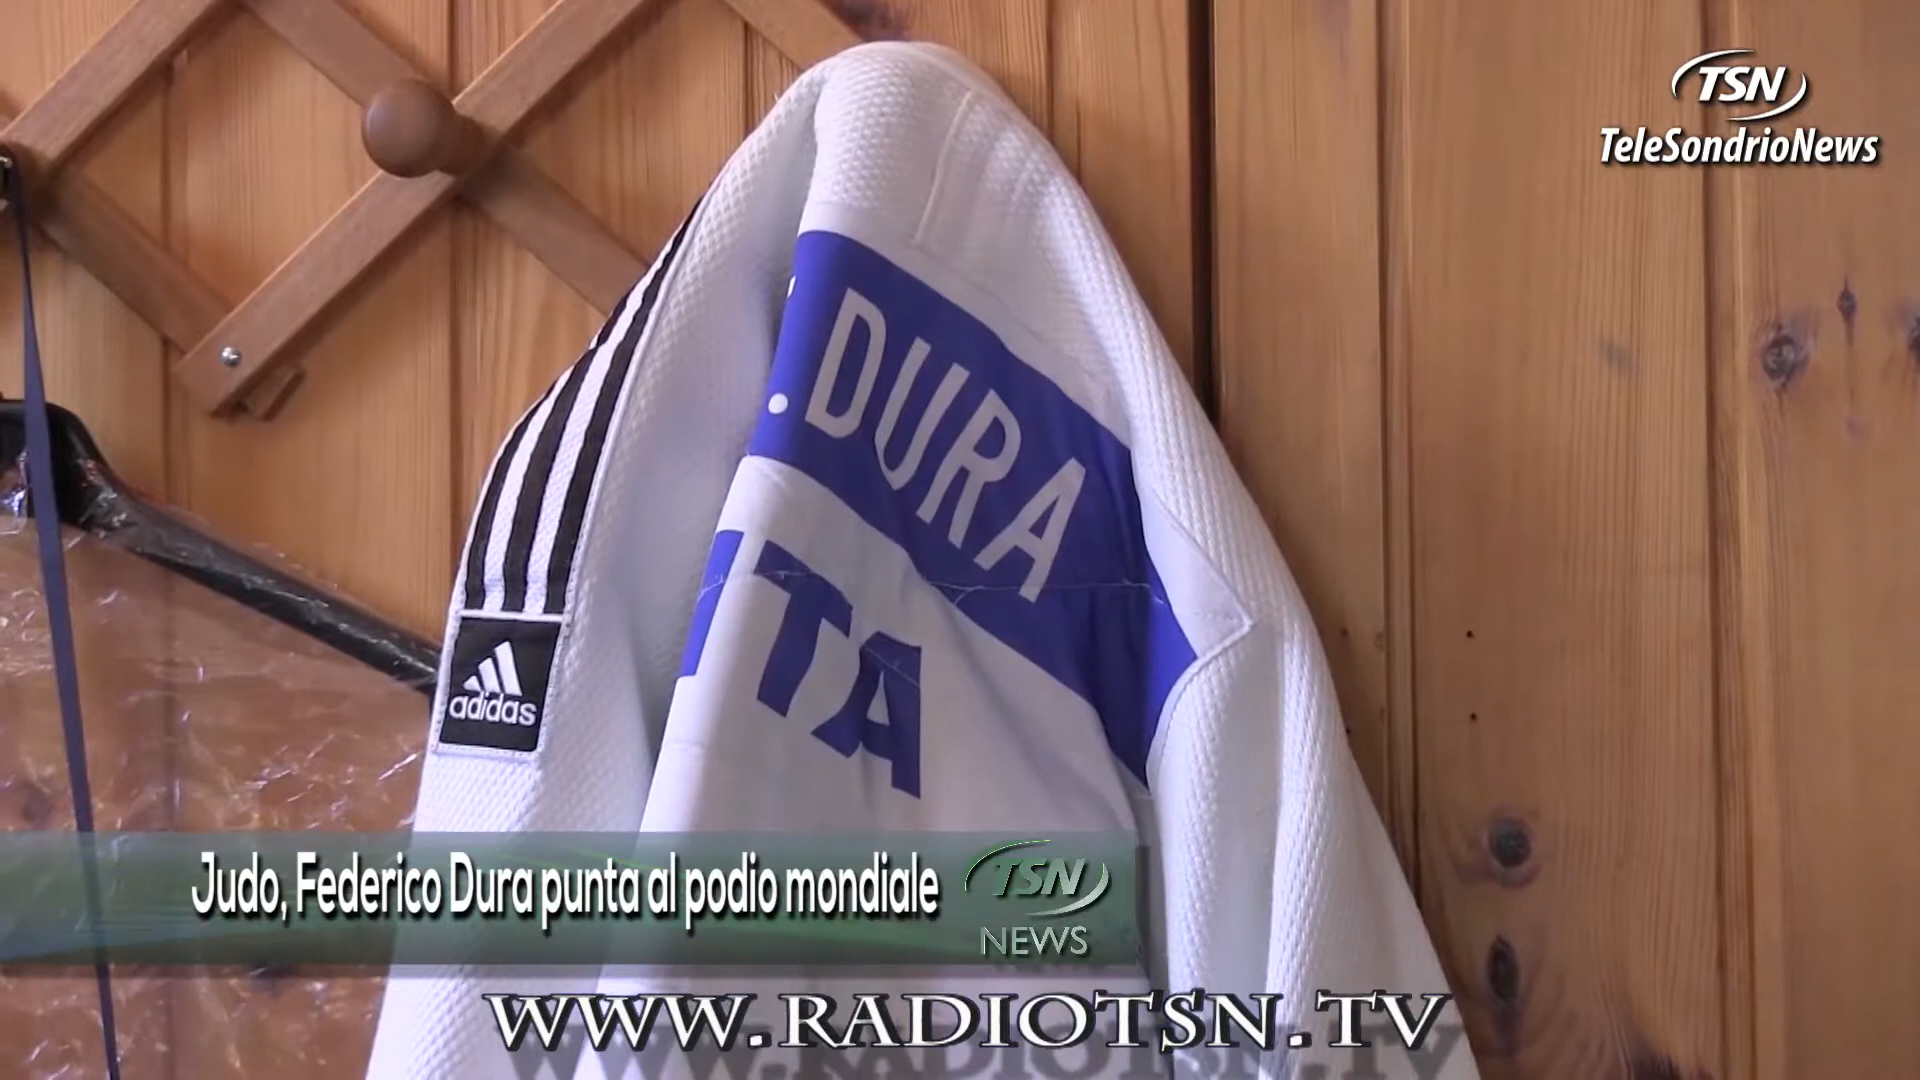 TSN
TeleSondrioNews
. DURA
TA
adidas
Judo, Federico Dura punta al podio mondiale
TSN
NEWS
WWW.RADIOTSN.TV